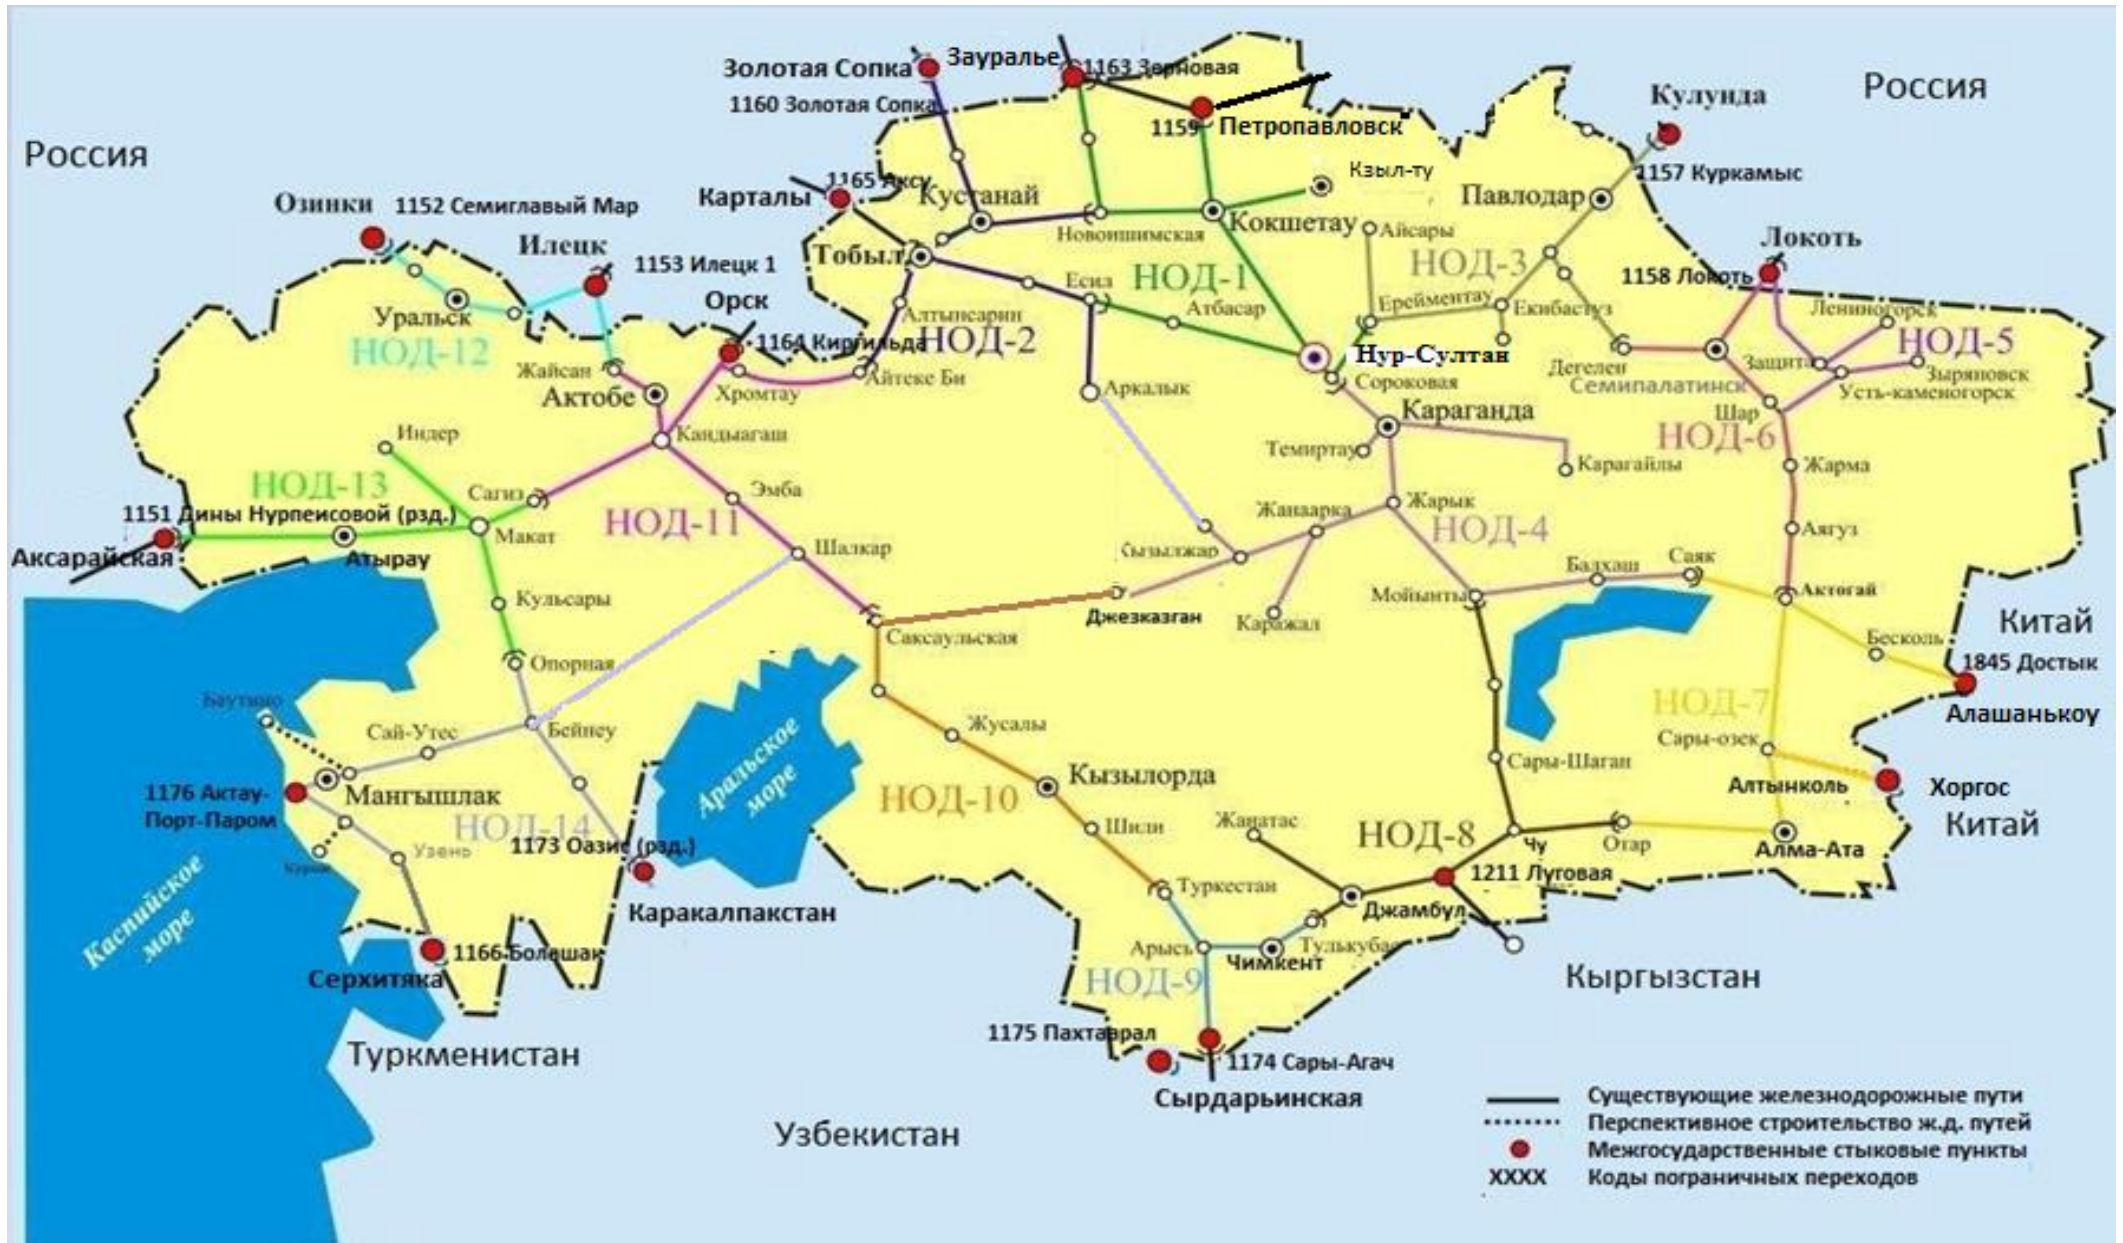 Золотая Сопка
Зауралье
1163 Зерновая
1160 Золотая Сопка
Россия
Кулунда
Россия
1159
Петропавловск
1157 Куркамыс
Кзыл-ту
Павлодар
1165 Аксу
Карталы
Кустанай
Озинки
1152 Семиглавый Мар
Новоишимская
Кокшетау
Айсары
Локоть
Илецк
1153 Илецк 1
Тобыл
НОД-1
НОД-3
1158 Локоть
Орск
Есил
Атбасар
Ерейментау
Екибастуз
Лениногорск
Уральск
НОД-12
Алтынсарин
НОД-2
1164 Киргильда
НОД-5
Нур-Султан
Жайсан
Актобе
Хромтау
Айтеке Би
Аркалык
Сороковая
Дегелен
Семипалатинск
Защита
Зыряновск
Усть-каменогорск
Шар
Караганда
НОД-6
Индер
Кандыагаш
Темиртау
Карагайлы
Жарма
НОД-13
Сагиз
Эмба
1151 Дины Нурпеисовой (рзд.)
НОД-11
Жанаарка
Жарык
НОД-4
Аягуз
Макат
Шалкар
Аксарайская
Атырау
Кызылжар
Балхаш
Саяк
Кульсары
Мойынты
Актогай
Джезказган
Каражал
Саксаульская
Китай
Бесколь
Опорная
1845 Достык
Баутино
Сай-Утес
Бейнеу
НОД-7
Алашанькоу
Аральское
море
Жусалы
Сары-озек
Сары-Шаган
Кызылорда
Алтынколь
Хоргос
1176 Актау-
Порт-Паром
Мангышлак
НОД-10
Китай
НОД-14
Шили
Жанатас
НОД-8
1173 Оазис (рзд.)
Узень
Чу
Отар
Алма-Ата
1211 Луговая
Туркестан
Каспийское
море
Каракалпакстан
Джамбул
Арысь
Тулькубас
Чимкент
1166 Болашак
Серхитяка
НОД-9
Кыргызстан
1175 Пахтаарал
Туркменистан
1174 Сары-Агач
Сырдарьинская
Узбекистан
Существующие железнодорожные пути
Перспективное строительство ж.д. путей
Межгосударственные стыковые пункты
XXXX Коды пограничных переходов